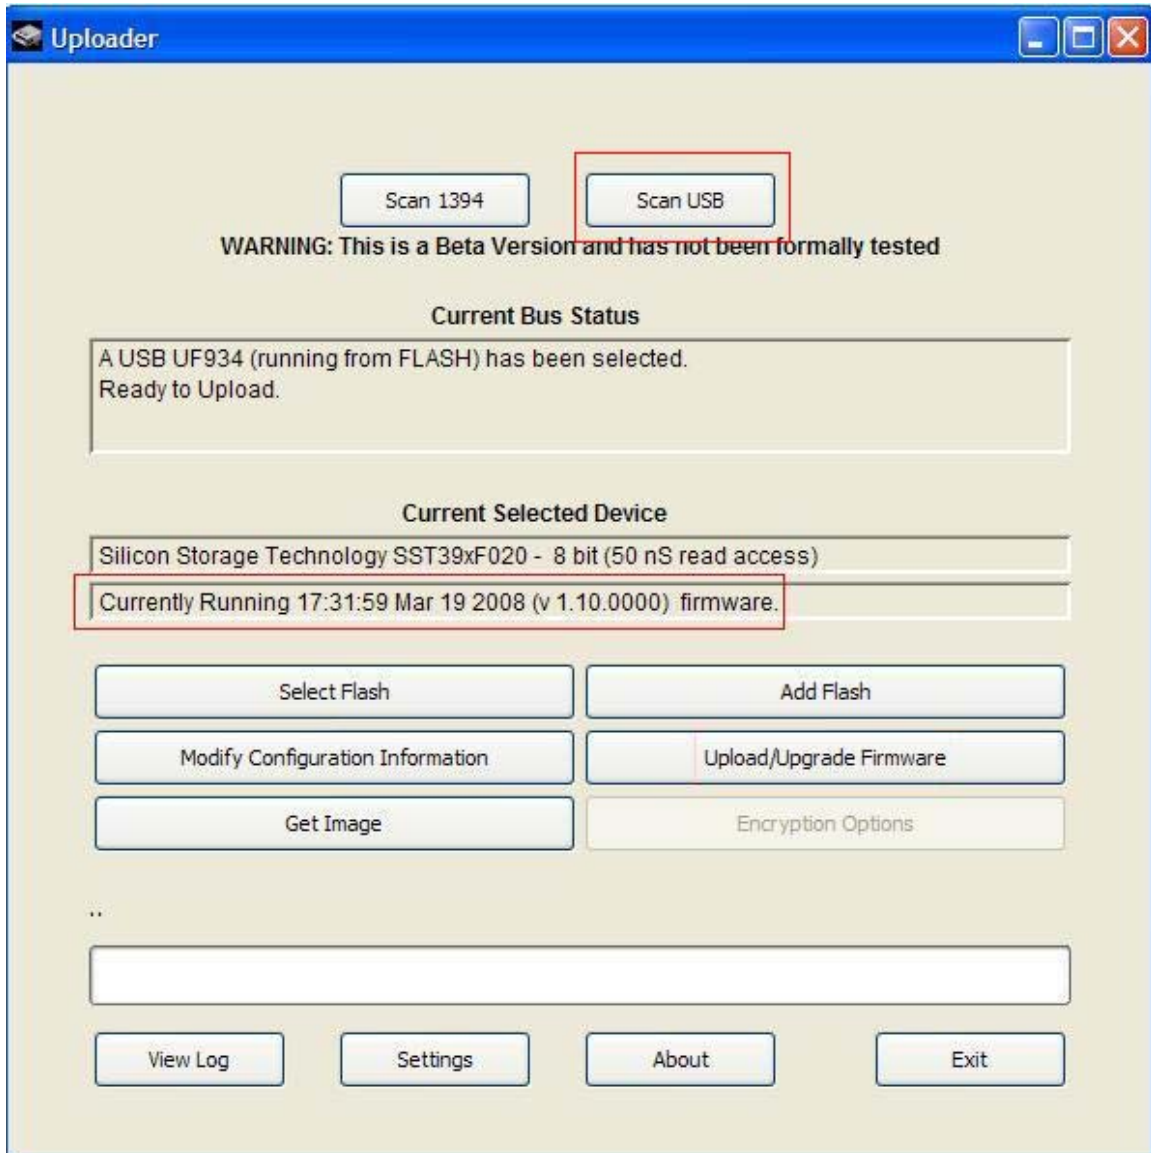 Uploader
Scan 1394
Scan USB
WARNING: This is a Beta Version and has not been formally tested
Current Bus Status
A USB UF934 (running from FLASH) has been selected.
Ready to Upload.
Current Selected Device
Silicon Storage Technology SST39xF020 - 8 bit (50 nS read access)
Currently Running 17:31:59 Mar 19 2008 (v 1.10.0000) firmware.
Select Flash
Add Flash
Modify Configuration Information
Upload/Upgrade Firmware
Get Image
Encryption Options
..
View Log
Settings
About
Exit